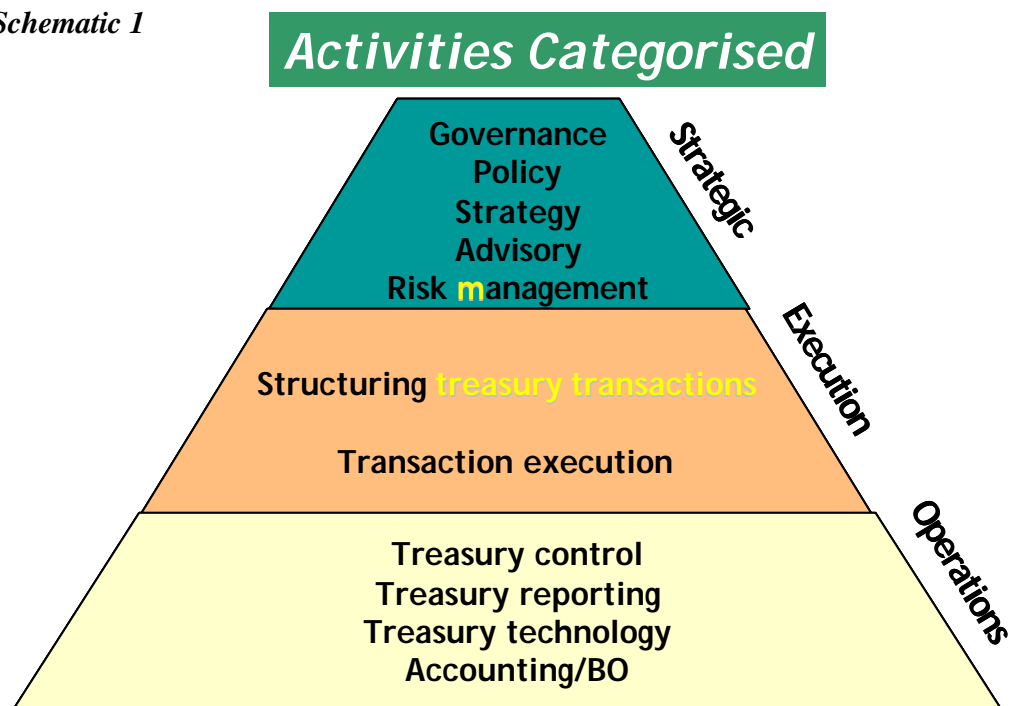 Schematic 1
Activities Categorised
Governance
Policy
Strategy
Advisory
Risk management
Strategic
Structuring treasury transactions
Transaction execution
Execution
Treasury control
Treasury reporting
Treasury technology
Accounting/BO
Operations